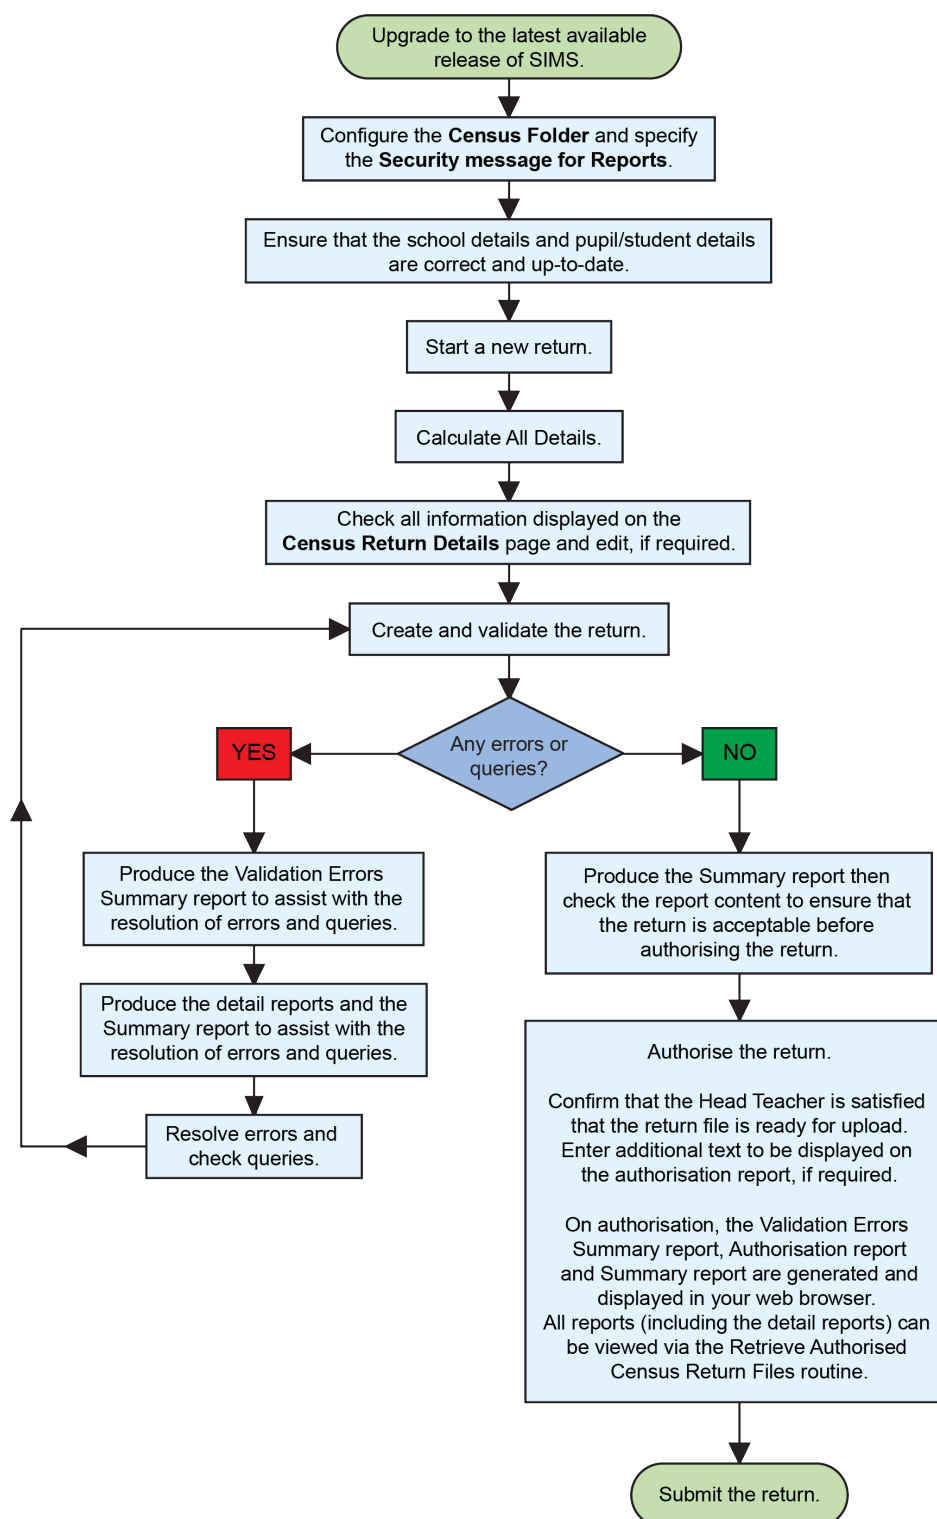 Upgrade to the latest available
release of SIMS.
Configure the Census Folder and specify
the Security message for Reports.
Ensure that the school details and pupil/student details
are correct and up-to-date.
Start a new return.
Calculate All Details.
Check all information displayed on the
Census Return Details page and edit, if required.
Create and validate the return.
Any errors or
queries?
YES
NO
Produce the Validation Errors
Summary report to assist with the
resolution of errors and queries.
Produce the detail reports and the
Summary report to assist with the
resolution of errors and queries.
Resolve errors and
check queries.
Produce the Summary report then
check the report content to ensure that
the return is acceptable before
authorising the return.
Authorise the return.
Confirm that the Head Teacher is satisfied
that the return file is ready for upload.
Enter additional text to be displayed on
the authorisation report, if required.
On authorisation, the Validation Errors
Summary report, Authorisation report
and Summary report are generated and
displayed in your web browser.
All reports (including the detail reports) can
be viewed via the Retrieve Authorised
Census Return Files routine.
Submit the return.